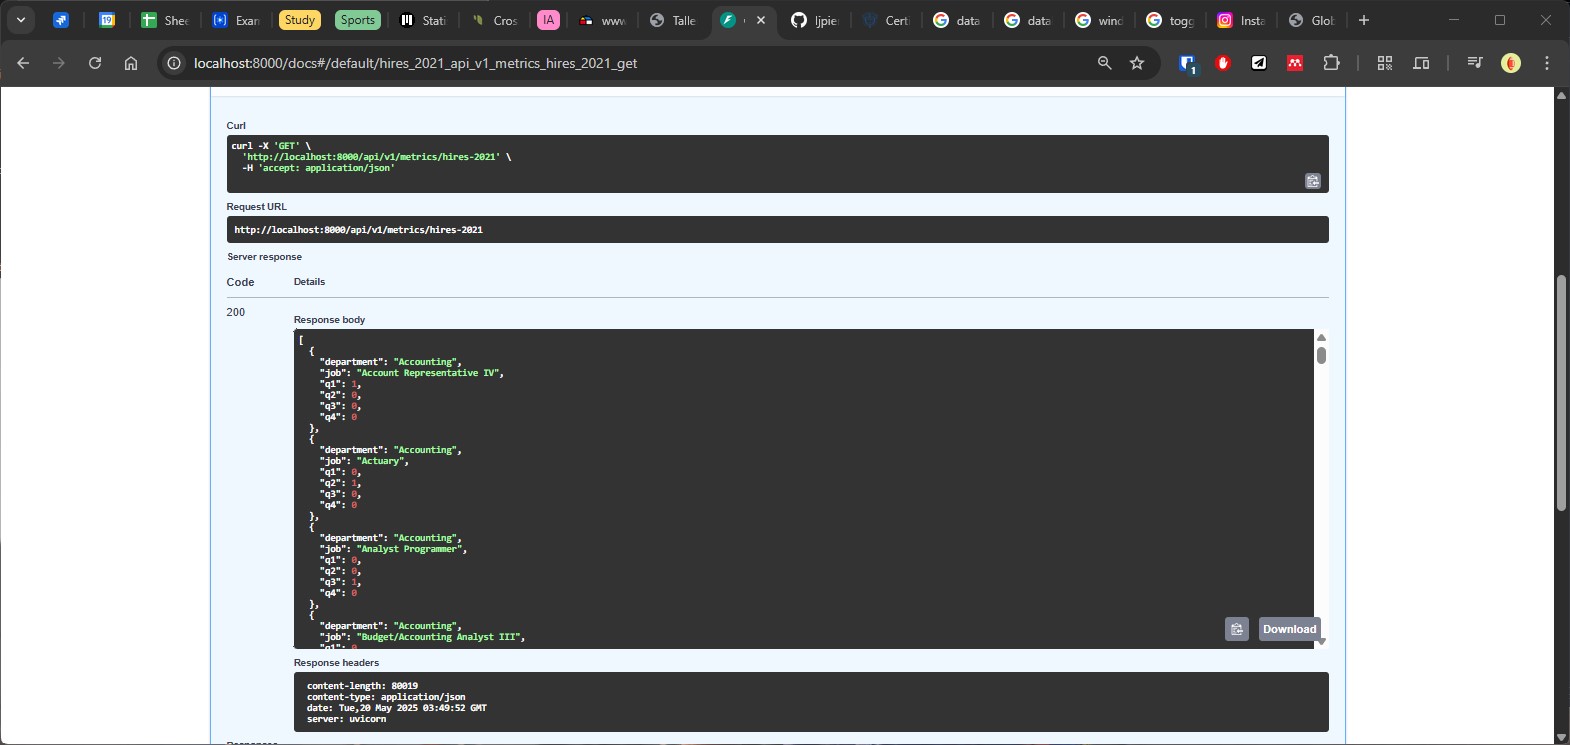 19
Shee
Exan
Study
Sports
Stati
Cros
IA
www
Talle
ljpie
Certi
data
data
wind
togg
Insta
Glob
localhost:8000/docs#/default/hires_2021_api_v1_metrics_hires_2021_get
1
Curl
curl -X 'GET' \
'http://localhost:8000/api/v1/metrics/hires-2021' \
-H 'accept: application/json'
Request URL
http://localhost:8000/api/v1/metrics/hires-2021
Server response
Code Details
200
Response body
[
{
"department": "Accounting",
"job": "Account Representative IV",
"q1": 1,
"q2": 0,
"q3": 0,
"q4": 0
},
{
"department": "Accounting",
"job": "Actuary",
"q1": 0,
"q2": 1,
"q3": 0,
"q4": 0
},
{
"department": "Accounting",
"job": "Analyst Programmer",
"q1": 0,
"q2": 0,
"q3": 1,
"q4": 0
},
{
"department": "Accounting",
"job": "Budget/Accounting Analyst III",
"q1": 0
Download
Response headers
content-length: 80019
content-type: application/json
date: Tue,20 May 2025 03:49:52 GMT
server: uvicorn
Responses